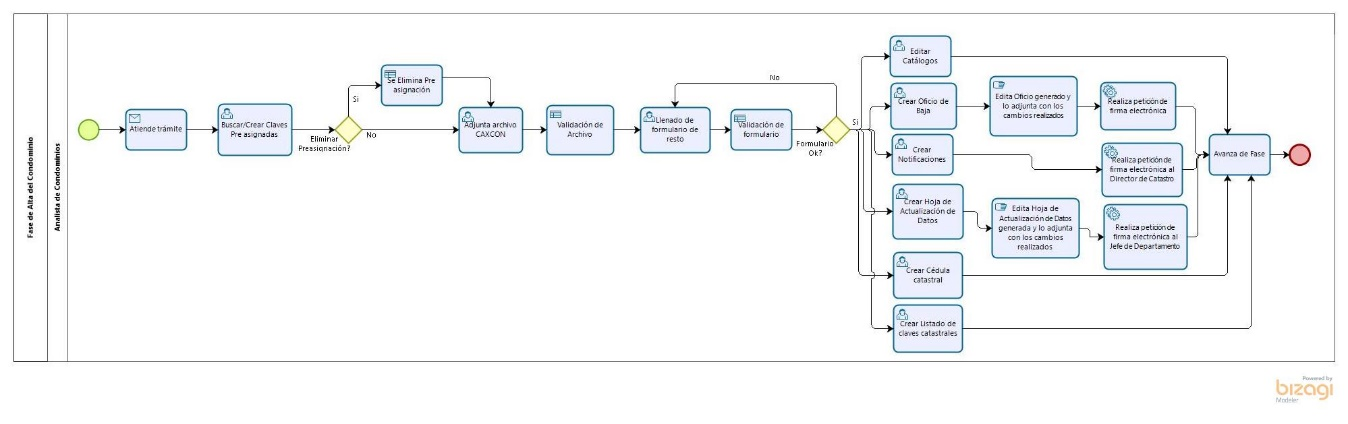 Fase de Alta del Condominio
Analista de Condominios
Atiende trámite
Buscar/Crear Claves
Pre asignadas
Eliminar
Preasignación?
Si
No
Se Elimina Pre
asignación
Adjunta archivo
CAXCON
Validación de
Archivo
Llenado de
formulario de
resto
Validación de
formulario
No
Formulario
Ok?
Si
Editar
Catálogos
Crear Oficio de
Baja
Edita Oficio generado y
lo adjunta con los
cambios realizados
Realiza petición de
firma electrónica
Crear
Notificaciones
Realiza petición de
firma electrónica al
Director de Catastro
Crear Hoja de
Actualización de
Datos
Edita Hoja de
Actualización de Datos
generada y lo adjunta
con los cambios
realizados
Realiza petición de
firma electrónica al
Jefe de Departamento
Crear Cédula
catastral
Crear Listado de
claves catastrales
Avanza de Fase
Powered by
bizagi
Modeler